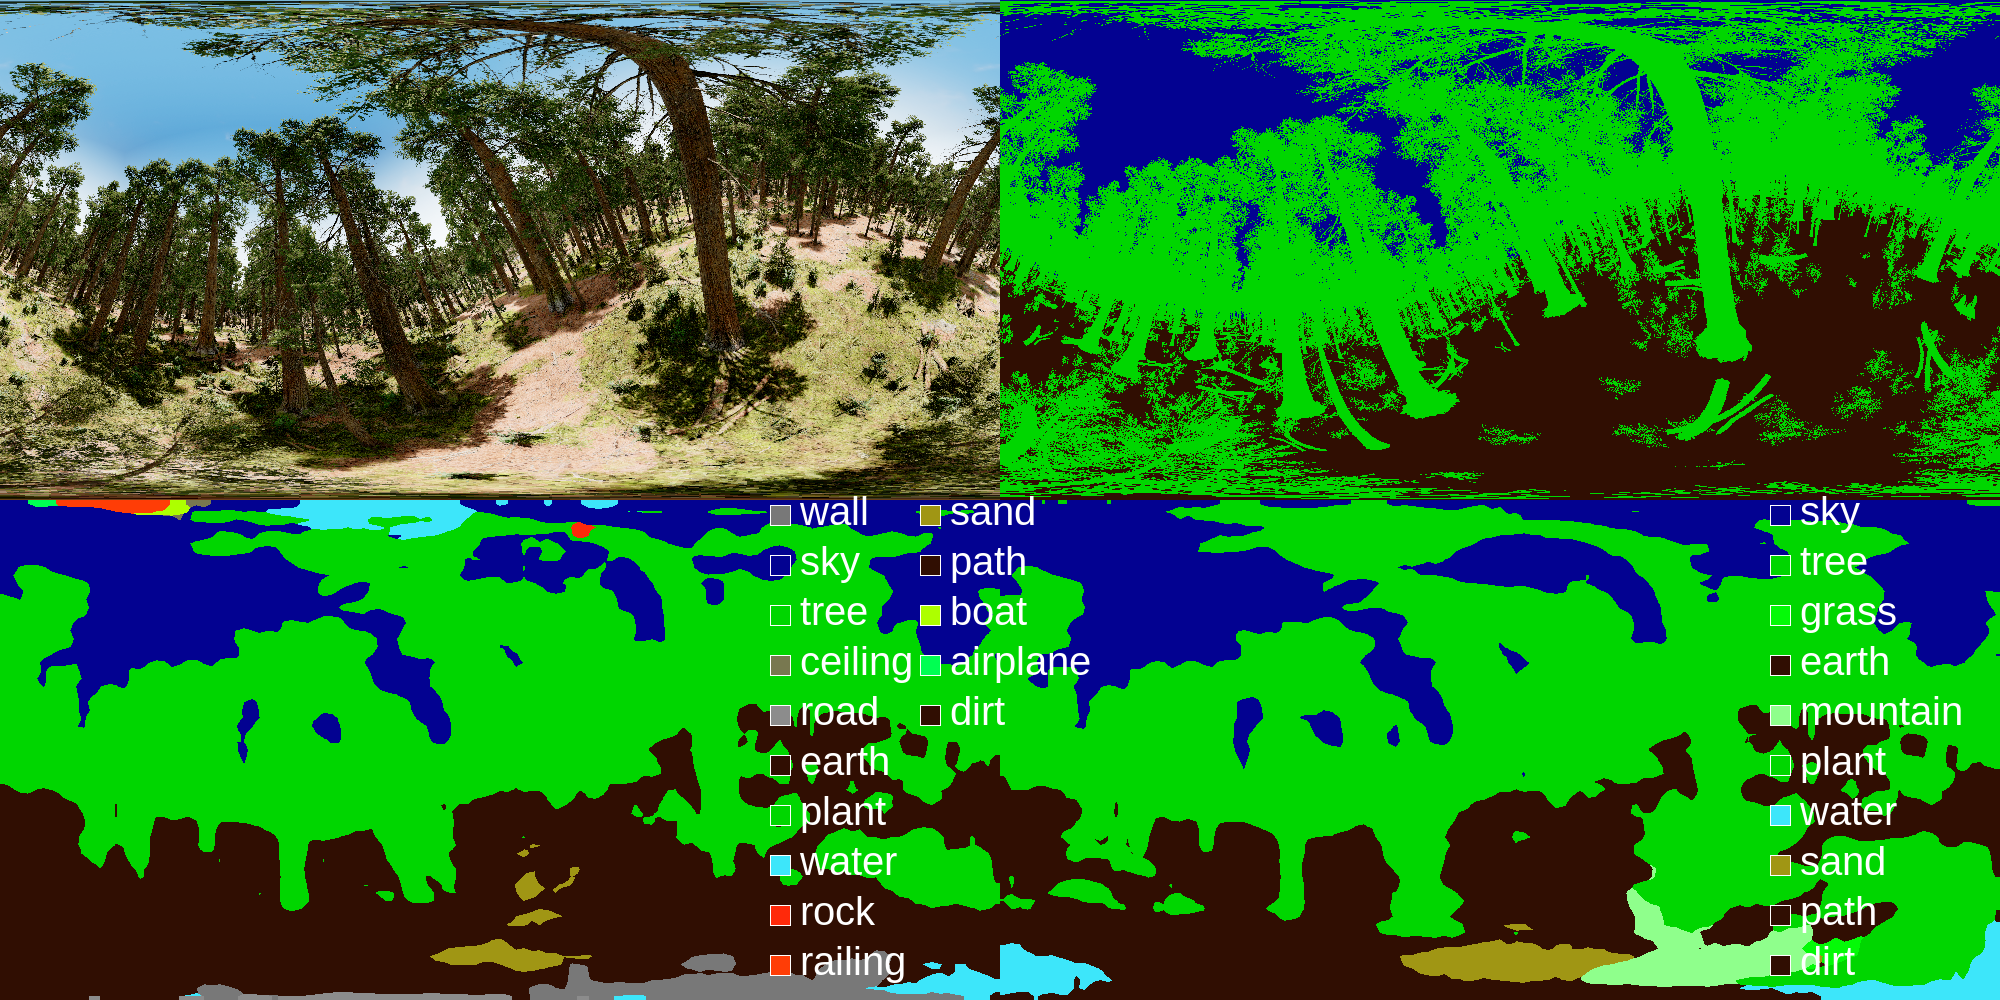 wall
sky
tree
ceiling
road
earth
plant
water
rock
railing
sand
path
boat
airplane
dirt
sky
tree
grass
earth
mountain
plant
water
sand
path
dirt